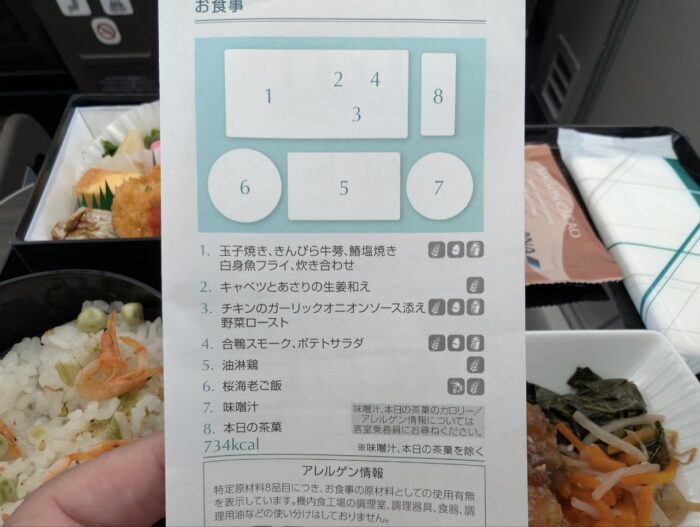 お食事
1
2
4
3
8
6
5
7
1. 玉子焼き、きんぴら牛蒡、鰆塩焼き
白身魚フライ、炊き合わせ
2. キャベツとあさりの生姜和え
3. チキンのガーリックオニオンソース添え
野菜ロースト
4. 合鴨スモーク、ポテトサラダ
5. 油淋鶏
6. 桜海老ご飯
7. 味噌汁
8. 本日の茶菓
味噌汁、本日の茶菓のカロリー/
アレルゲン情報については
客室乗務員にお尋ねください。
734kcal
※味噌汁、本日の茶菓を除く
アレルゲン情報
特定原材料8品目につき、お食事の原材料としての使用有無
を表示しています。機内食工場の調理室、調理器具、食器、調
理用油などの使い分けはしておりません。
ANA